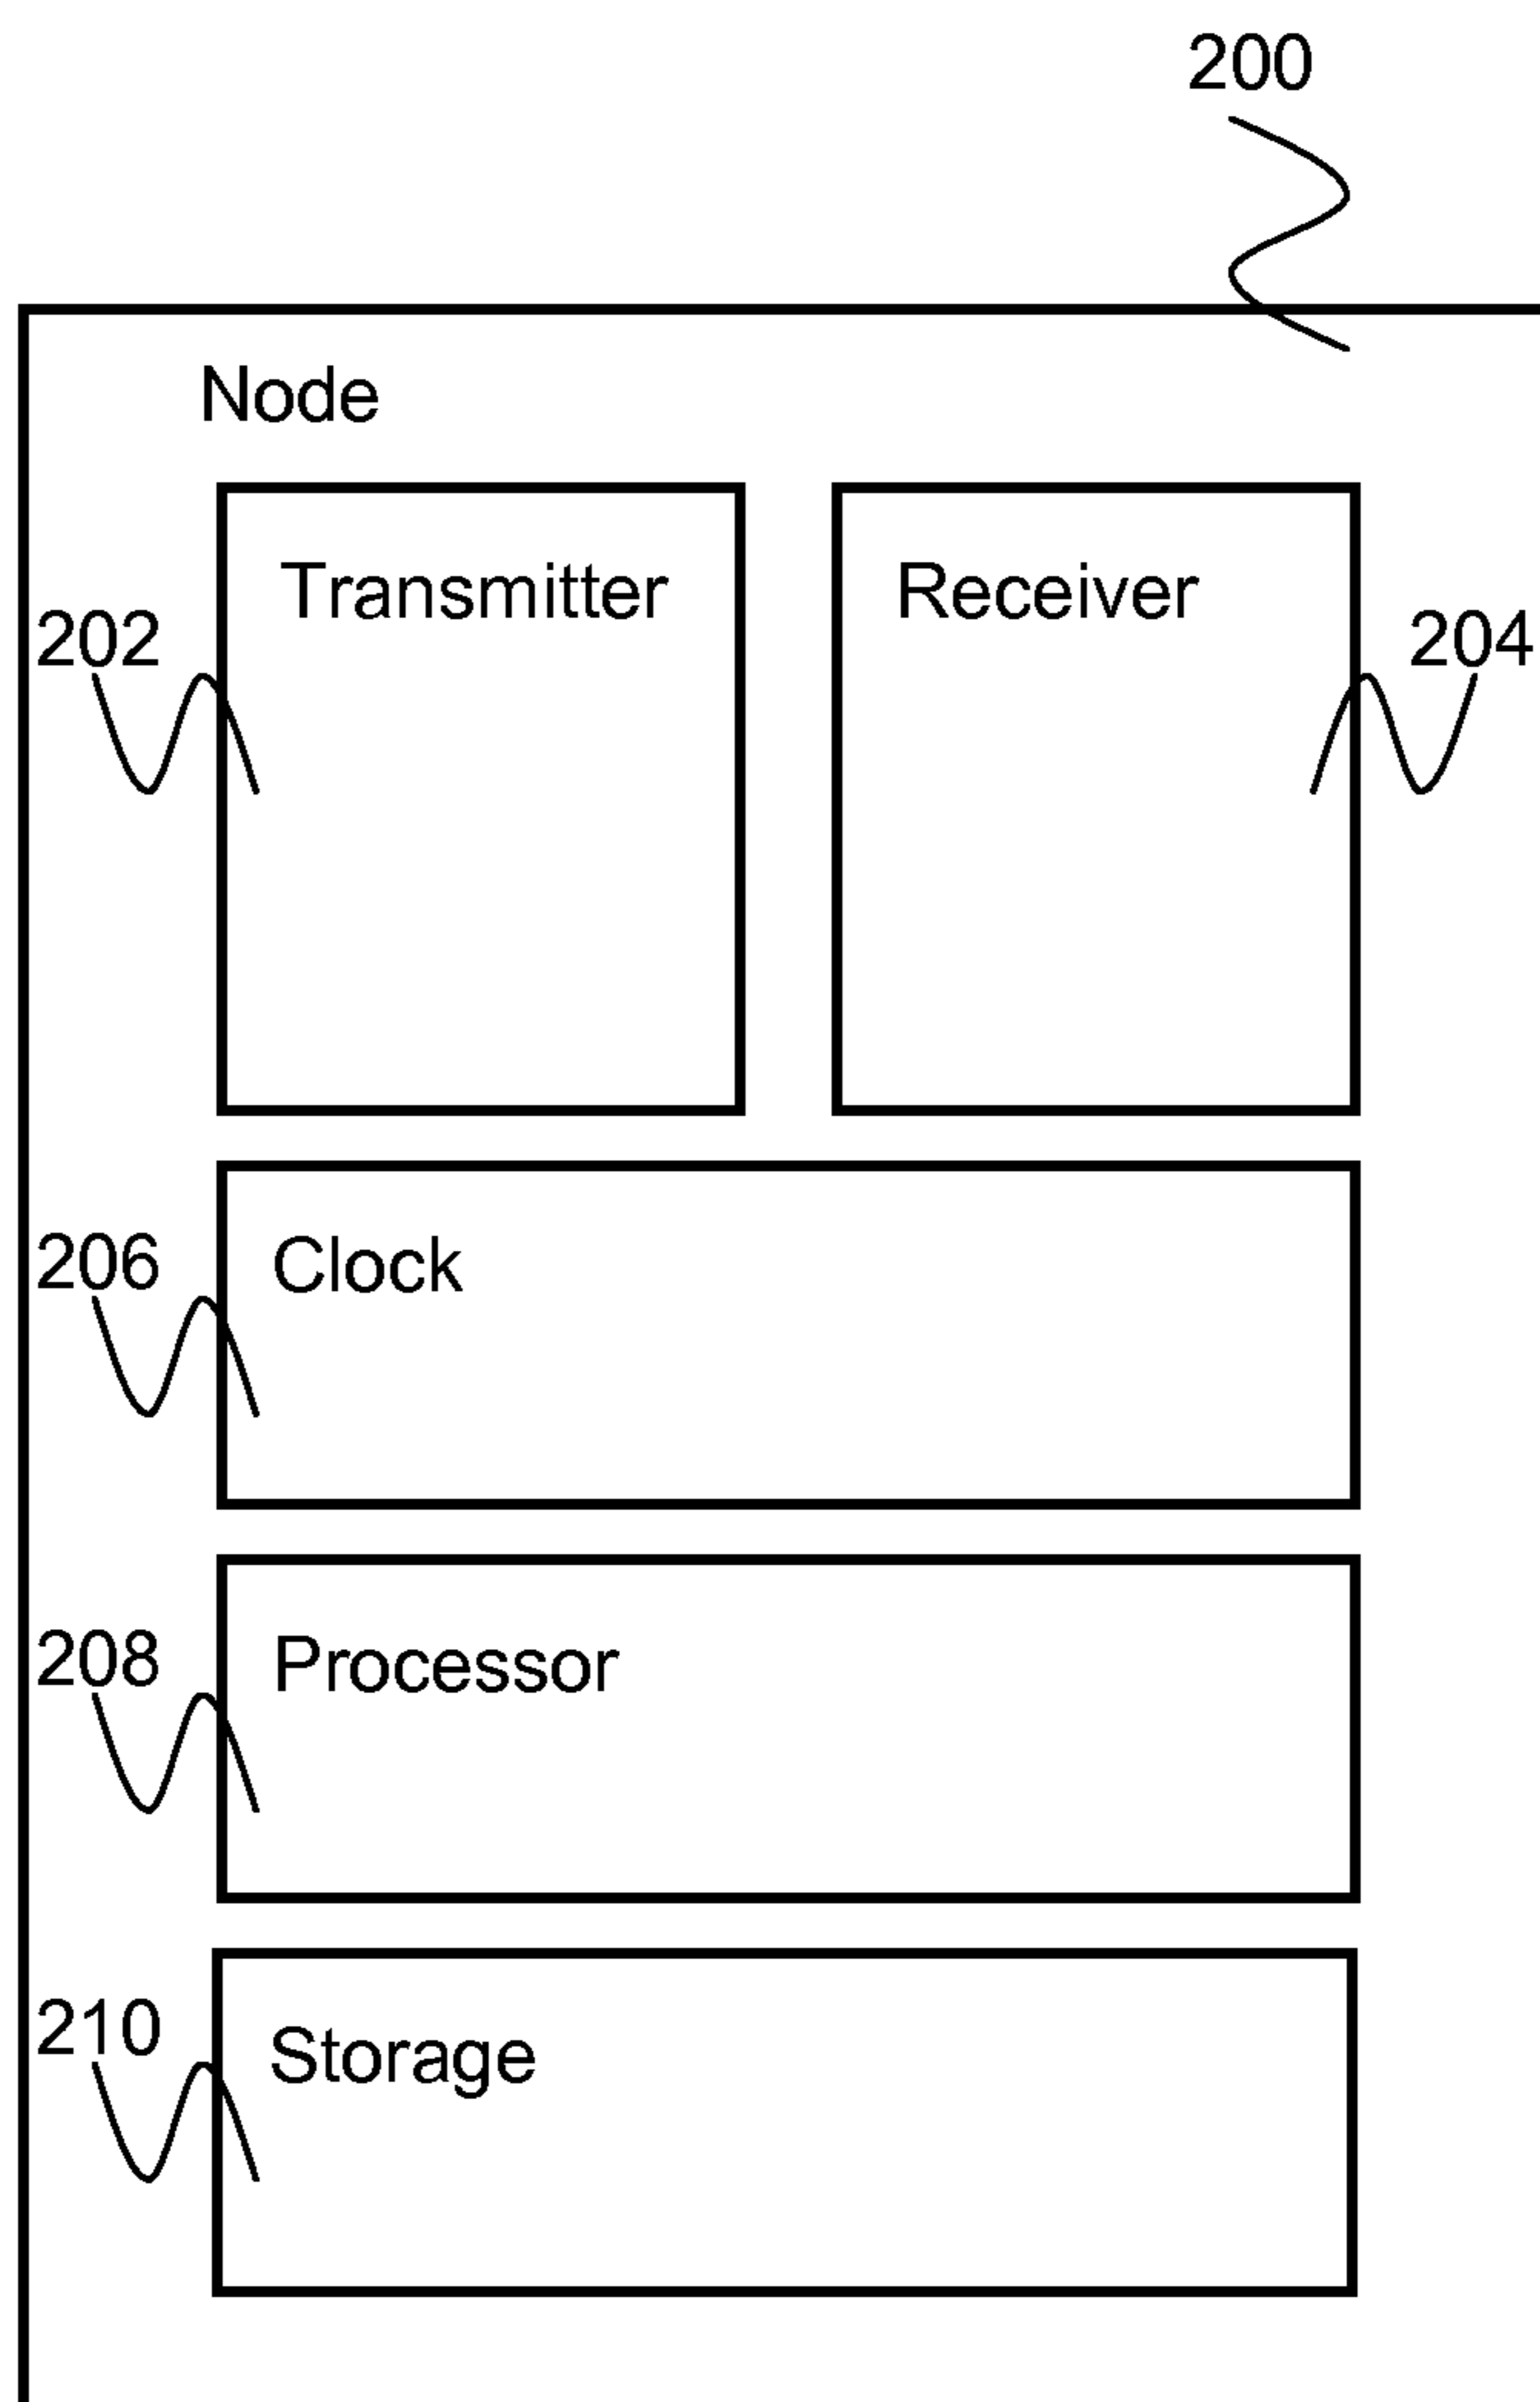 200
Node
Transmitter
Receiver
202
204
206
Clock
208
Processor
210
Storage